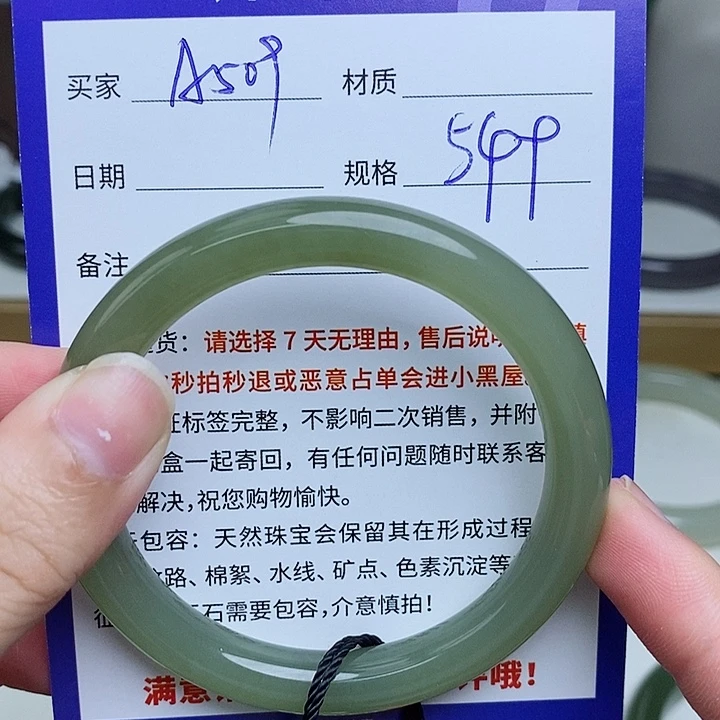 买家 A509 材质
日期 规格 599
备注
货：请选择 7 天无理由，售后说
秒拍秒退或恶意占单会进小黑屋
标签完整，不影响二次销售，并附
盒一起寄回，有任何问题随时联系客
解决，祝您购物愉快。
包容：天然珠宝会保留其在形成过程
纹路、棉絮、水线、矿点、色素沉淀等
石需要包容，介意慎拍！
满意 哦！